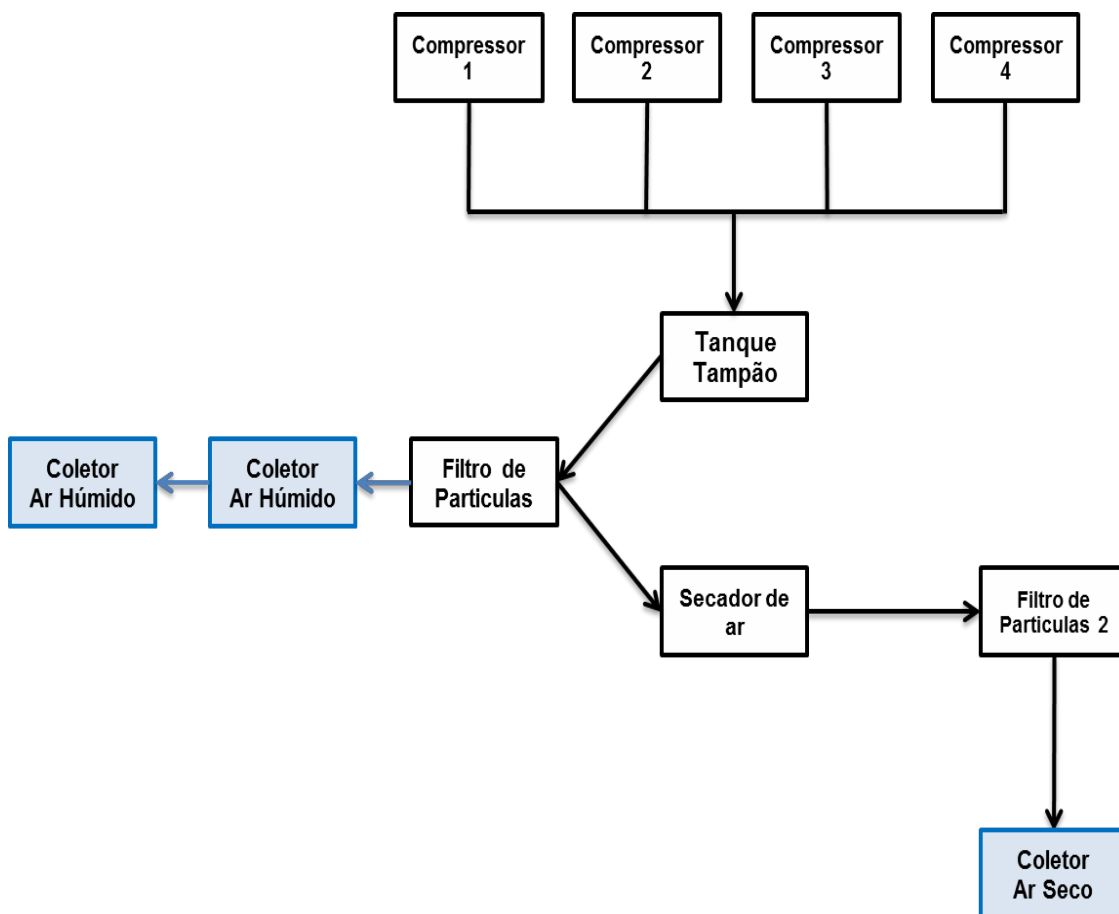 Compressor
1
Compressor
2
Compressor
3
Compressor
4
Tanque
Tampão
Coletor
Ar Húmido
Coletor
Ar Húmido
Filtro de
Particulas
Secador de
ar
Filtro de
Particulas 2
Coletor
Ar Seco